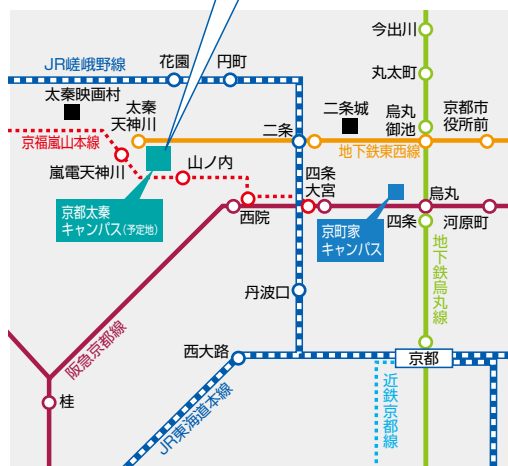 今出川
丸太町
JR嵯峨野線
花園
円町
太秦映画村
太秦
天神川
二条城
烏丸
御池
京都市
役所前
二条
京福嵐山本線
地下鉄東西線
嵐電天神川
山ノ内
四条
大宮
烏丸
京都太秦
キャンパス(予定地)
西院
京町家
キャンパス
四条
河原町
地下鉄烏丸線
丹波口
阪急京都線
西大路
京都
近鉄京都線
桂
JR東海道本線